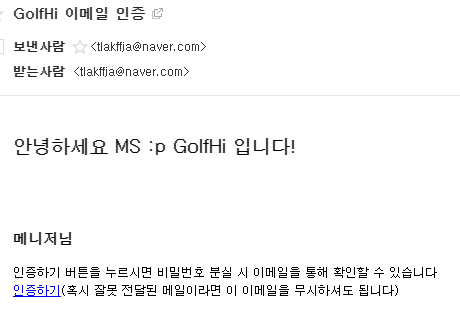 GolfHi 이메일 인증
보낸사람 <tlakffja@naver.com>
받는사람 <tlakffja@naver.com>
안녕하세요 MS :p GolfHi 입니다!
메니저님
인증하기 버튼을 누르시면 비밀번호 분실 시 이메일을 통해 확인할 수 있습니다
인증하기(혹시 잘못 전달된 메일이라면 이 이메일을 무시하셔도 됩니다)